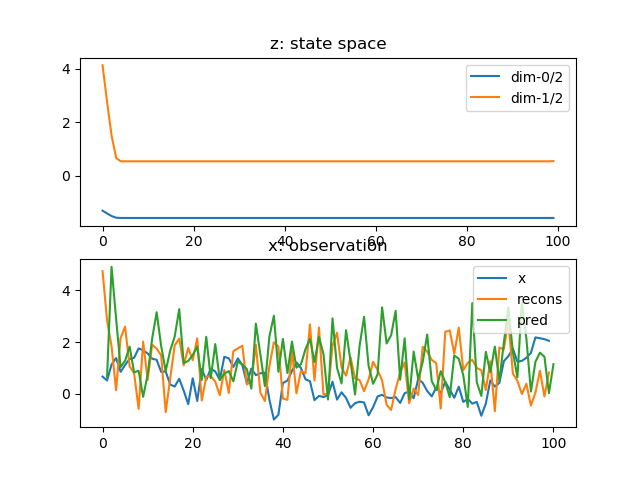 z: state space
4
2
0
dim-0/2
dim-1/2
0 20 40 60 80 100
x: observation
4
2
0
x
recons
pred
0 20 40 60 80 100